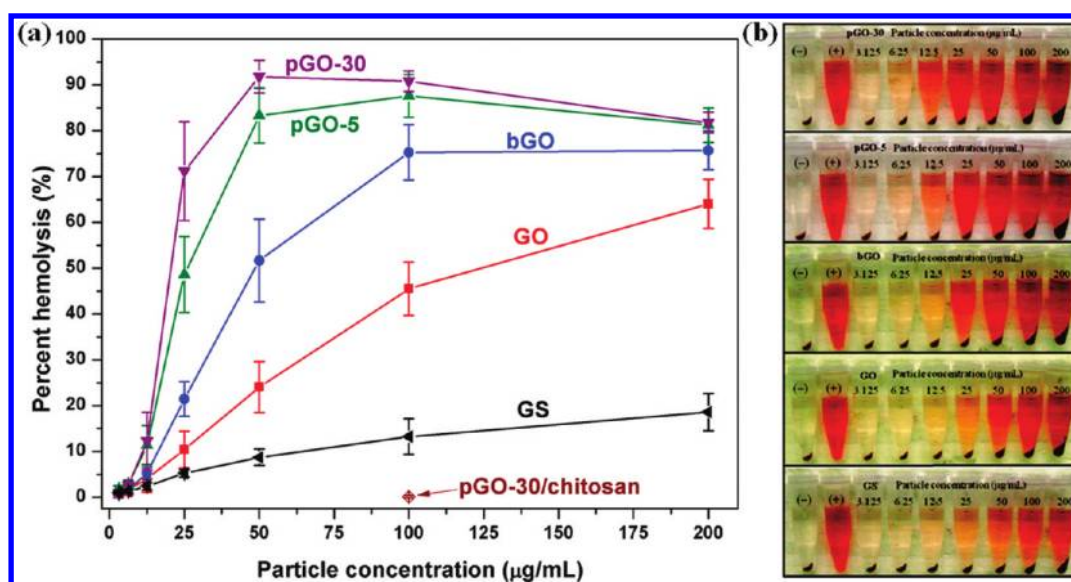 (a)
100
90
80
70
60
50
40
30
20
10
0
Percent hemolysis (%)
pGO-30
pGO-5
bGO
GO
GS
pGO-30/chitosan
0 25 50 75 100 125 150 175 200
Particle concentration (μg/mL)
(b)
pGO-30 Particle concentration (μg/mL)
(−) (+) 3.125 6.25 12.5 25 50 100 200
pGO-5 Particle concentration (μg/mL)
(−) (+) 3.125 6.25 12.5 25 50 100 200
bGO Particle concentration (μg/mL)
(−) (+) 3.125 6.25 12.5 25 50 100 200
GO Particle concentration (μg/mL)
(−) (+) 3.125 6.25 12.5 25 50 100 200
GS Particle concentration (μg/mL)
(−) (+) 3.125 6.25 12.5 25 50 100 200